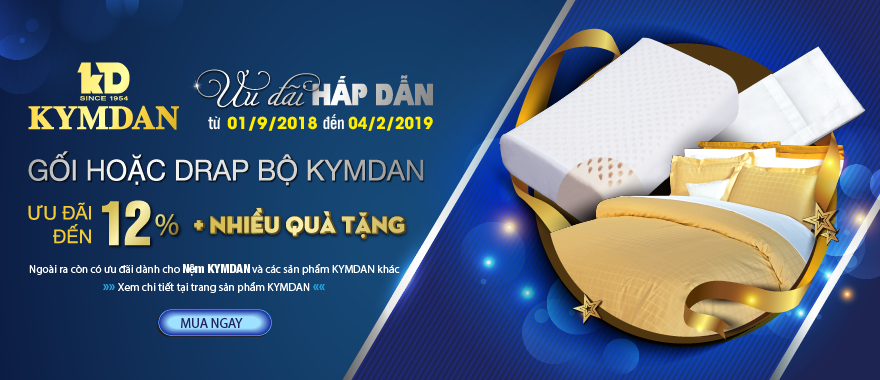 KD
SINCE 1954
KYMDAN
Ưu đãi HẤP DẪN
từ 01/9/2018 đến 04/2/2019
GỐI HOẶC DRAP BỘ KYMDAN
ƯU ĐÃI ĐẾN 12% + NHIỀU QUÀ TẶNG
Ngoài ra còn có ưu đãi dành cho Nệm KYMDAN và các sản phẩm KYMDAN khác
»» Xem chi tiết tại trang sản phẩm KYMDAN ««
MUA NGAY